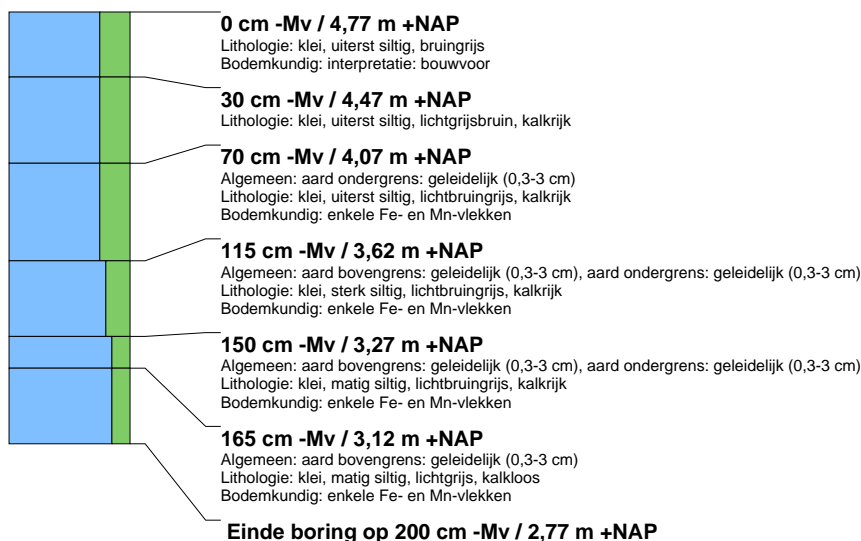 0 cm -Mv / 4,77 m +NAP
Lithologie: klei, uiterst siltig, bruingrijs
Bodemkundig: interpretatie: bouwvoor
30 cm -Mv / 4,47 m +NAP
Lithologie: klei, uiterst siltig, lichtgrijsbruin, kalkrijk
70 cm -Mv / 4,07 m +NAP
Algemeen: aard ondergrens: geleidelijk (0,3-3 cm)
Lithologie: klei, uiterst siltig, lichtbruingrijs, kalkrijk
Bodemkundig: enkele Fe- en Mn-vlekken
115 cm -Mv / 3,62 m +NAP
Algemeen: aard bovengrens: geleidelijk (0,3-3 cm), aard ondergrens: geleidelijk (0,3-3 cm)
Lithologie: klei, sterk siltig, lichtbruingrijs, kalkrijk
Bodemkundig: enkele Fe- en Mn-vlekken
150 cm -Mv / 3,27 m +NAP
Algemeen: aard bovengrens: geleidelijk (0,3-3 cm), aard ondergrens: geleidelijk (0,3-3 cm)
Lithologie: klei, matig siltig, lichtbruingrijs, kalkrijk
Bodemkundig: enkele Fe- en Mn-vlekken
165 cm -Mv / 3,12 m +NAP
Algemeen: aard bovengrens: geleidelijk (0,3-3 cm)
Lithologie: klei, matig siltig, lichtgrijs, kalkloos
Bodemkundig: enkele Fe- en Mn-vlekken
Einde boring op 200 cm -Mv / 2,77 m +NAP